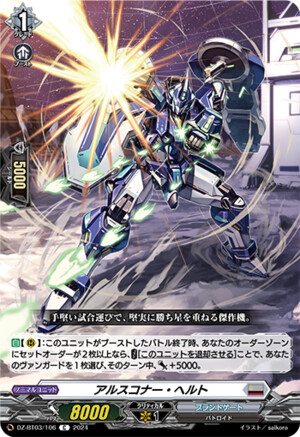 1
グレード
ブースト
5000
シールド
手堅い試合運びで、堅実に勝ち星を重ねる傑作機。
ノーマルユニット
【自】【(R)】：このユニットがブーストしたバトル終了時、あなたのオーダーゾーンにセットオーダーが２枚以上なら、【コスト】[このユニットを退却させる]ことで、あなたのヴァンガードを１枚選び、そのターン中、+5000。
アルスコナー・ヘルト
パワー
8000
クリティカル
1
ブラントゲート
バトロイド
DZ-BT03/106 C 2024
イラスト／ saikora